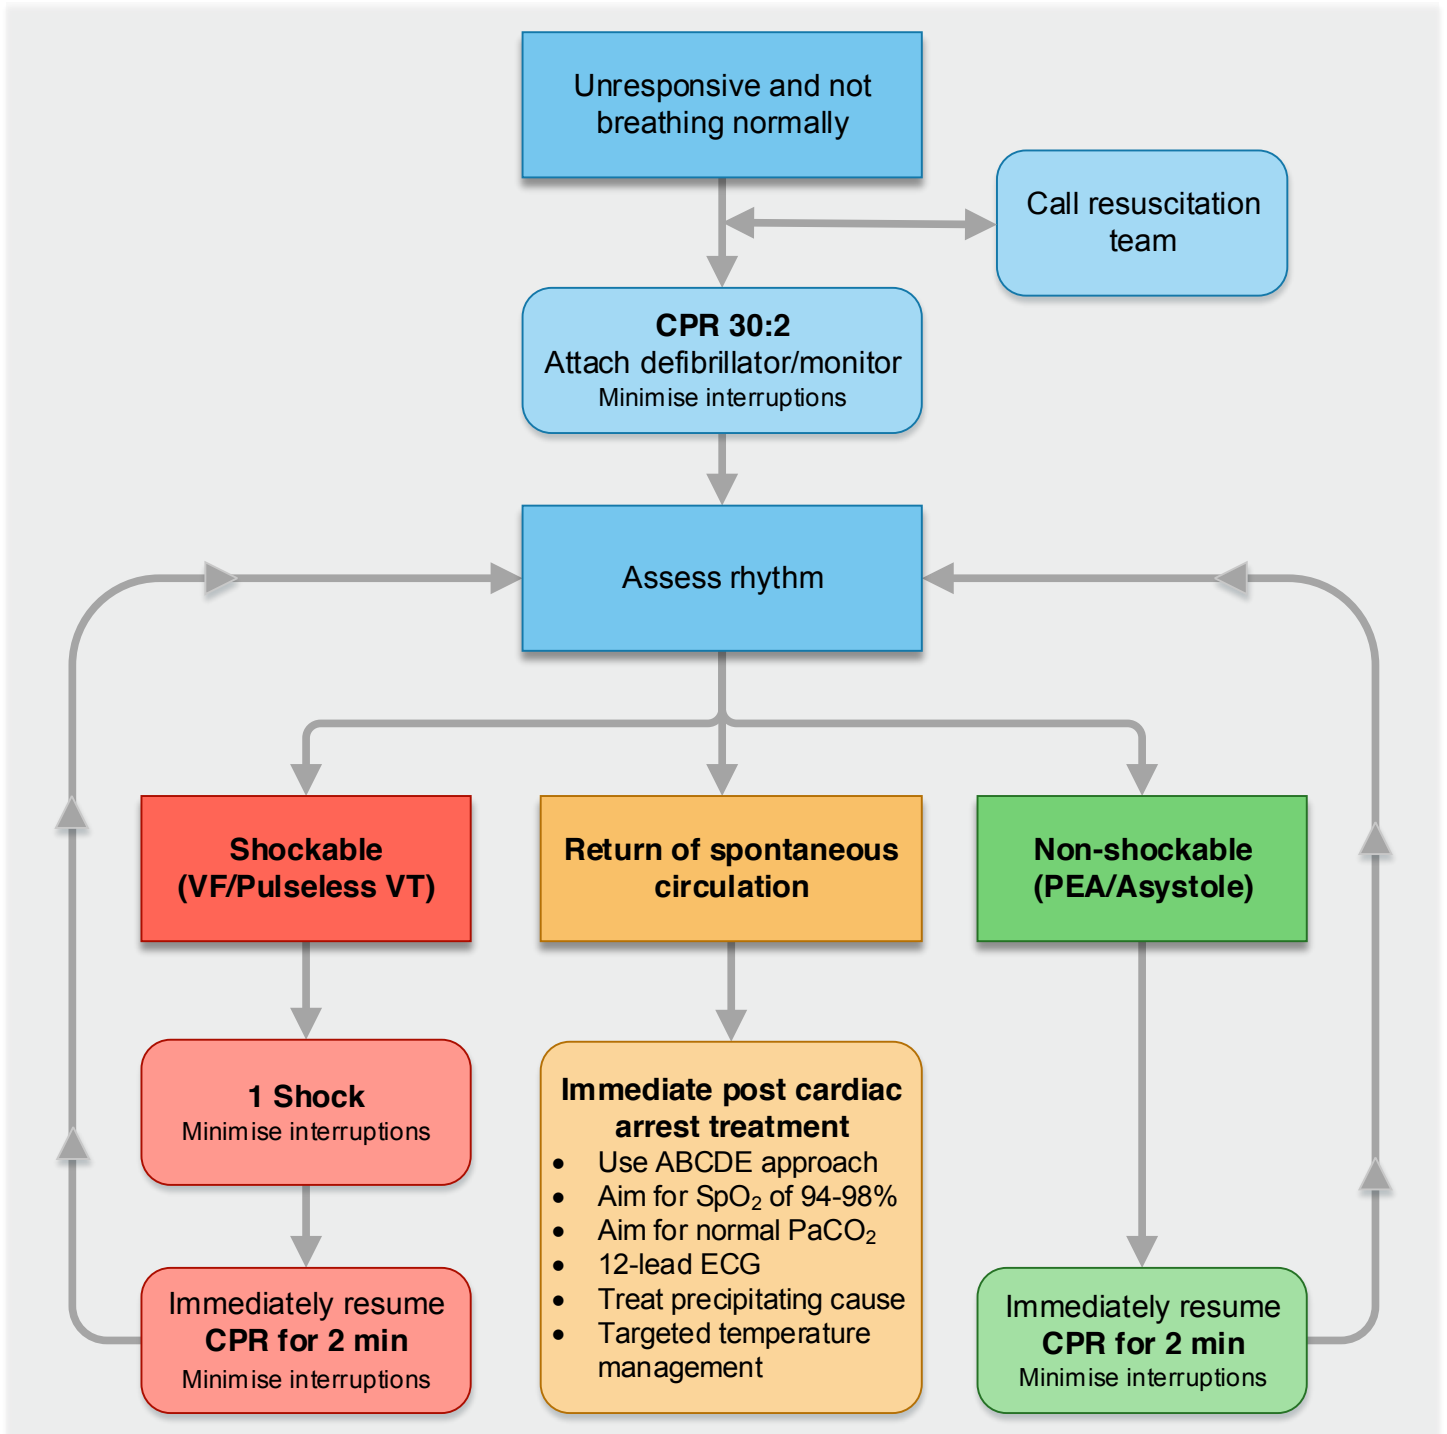 Unresponsive and not
breathing normally
Call resuscitation
team
CPR 30:2
Attach defibrillator/monitor
Minimise interruptions
Assess rhythm
Shockable
(VF/Pulseless VT)
Return of spontaneous
circulation
Non-shockable
(PEA/Asystole)
1 Shock
Minimise interruptions
Immediately resume
CPR for 2 min
Minimise interruptions
Immediate post cardiac
arrest treatment
• Use ABCDE approach
• Aim for SpO₂ of 94-98%
• Aim for normal PaCO₂
• 12-lead ECG
• Treat precipitating cause
• Targeted temperature
management
Immediately resume
CPR for 2 min
Minimise interruptions